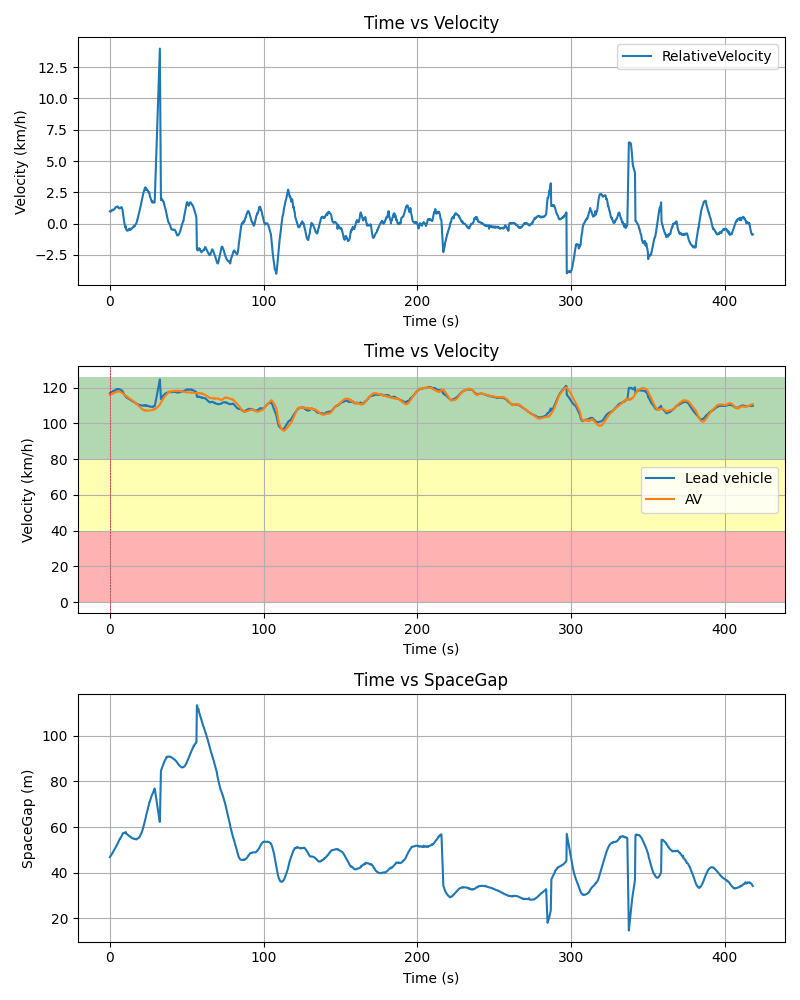 Time vs Velocity
Velocity (km/h)
12.5
10.0
7.5
5.0
2.5
0.0
−2.5
RelativeVelocity
0 100 200 300 400
Time (s)
Time vs Velocity
Velocity (km/h)
120
100
80
60
40
20
0
Lead vehicle
AV
0 100 200 300 400
Time (s)
Time vs SpaceGap
SpaceGap (m)
100
80
60
40
20
0 100 200 300 400
Time (s)